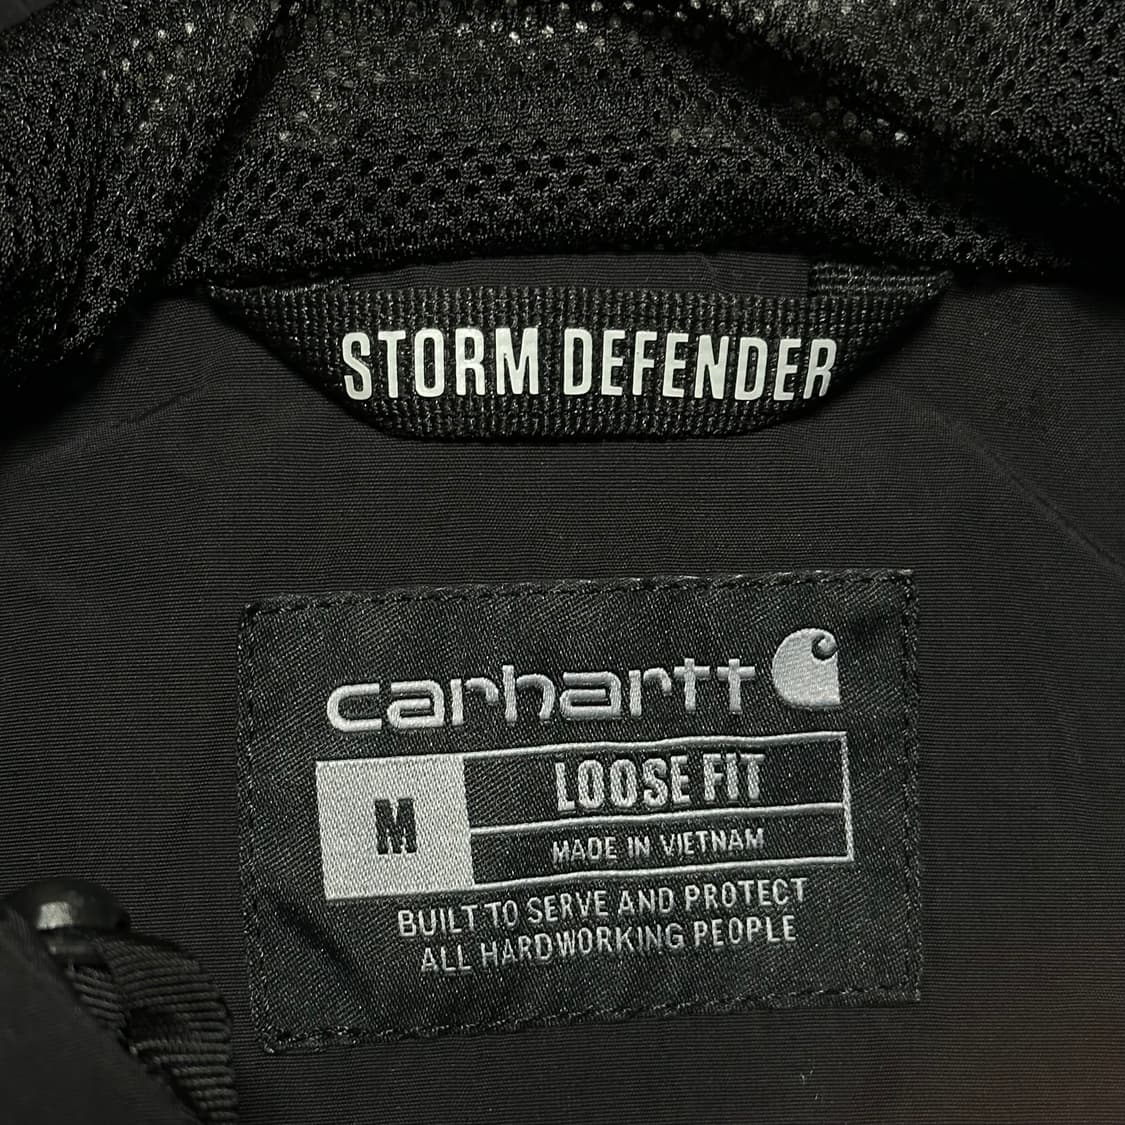 STORM DEFENDER
carhartt
M
LOOSE FIT
MADE IN VIETNAM
BUILT TO SERVE AND PROTECT
ALL HARDWORKING PEOPLE